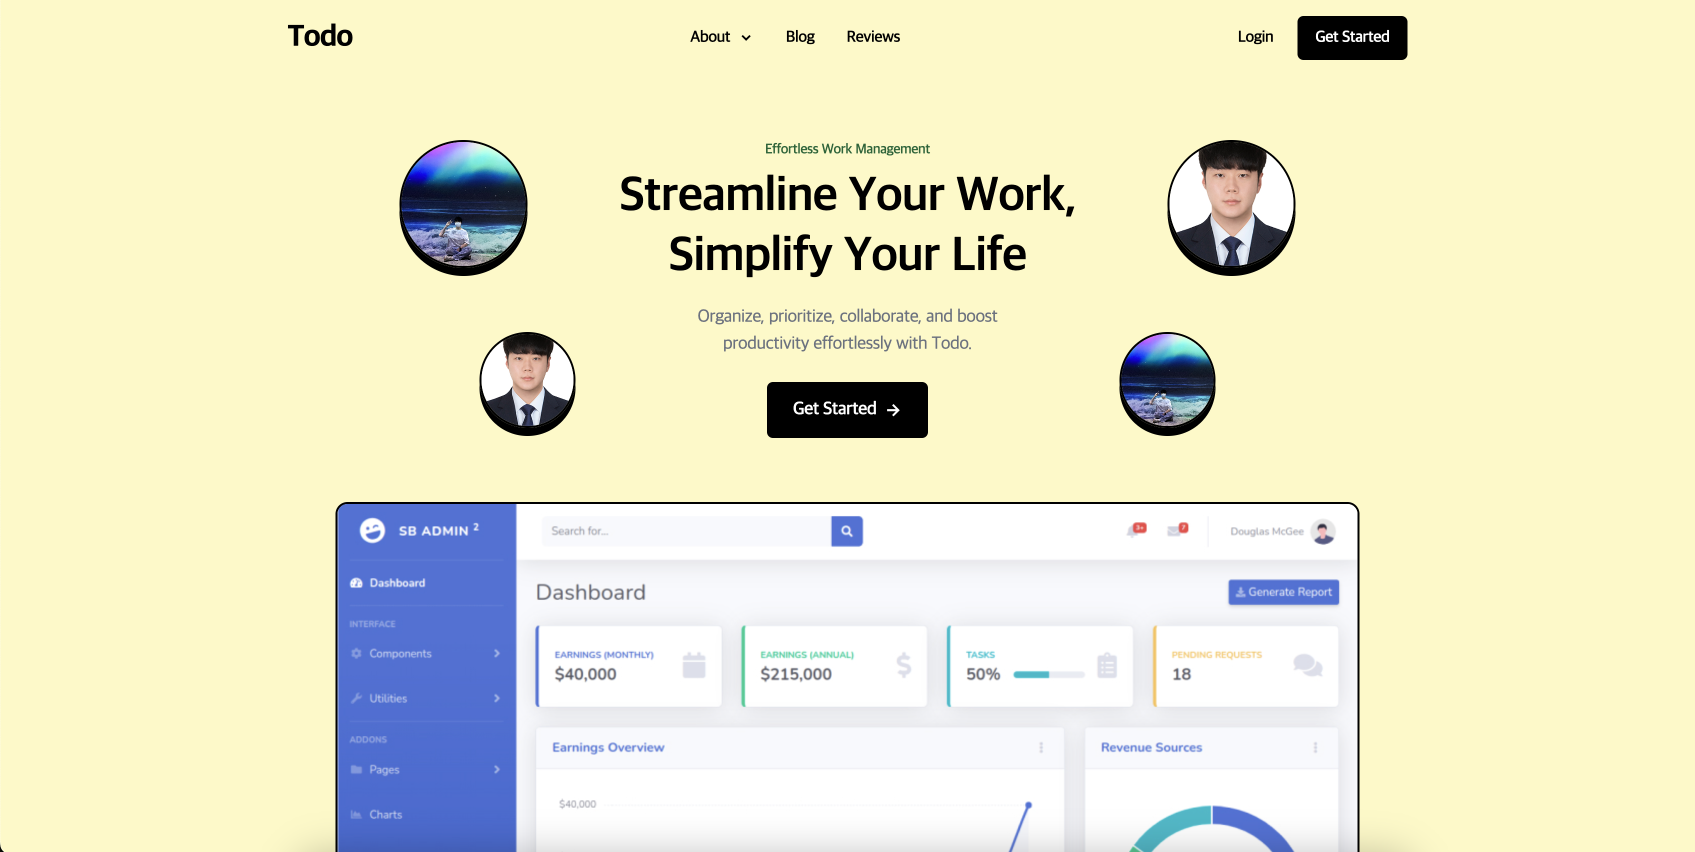 Todo
About
Blog
Reviews
Login
Get Started
Effortless Work Management
Streamline Your Work,
Simplify Your Life
Organize, prioritize, collaborate, and boost
productivity effortlessly with Todo.
Get Started
SB ADMIN 2
Search for...
3+
7
Douglas McGee
Dashboard
INTERFACE
Components
Utilities
ADDONS
Pages
Charts
Dashboard
Generate Report
EARNINGS (MONTHLY)
$40,000
EARNINGS (ANNUAL)
$215,000
TASKS
50%
PENDING REQUESTS
18
Earnings Overview
$40,000
Revenue Sources